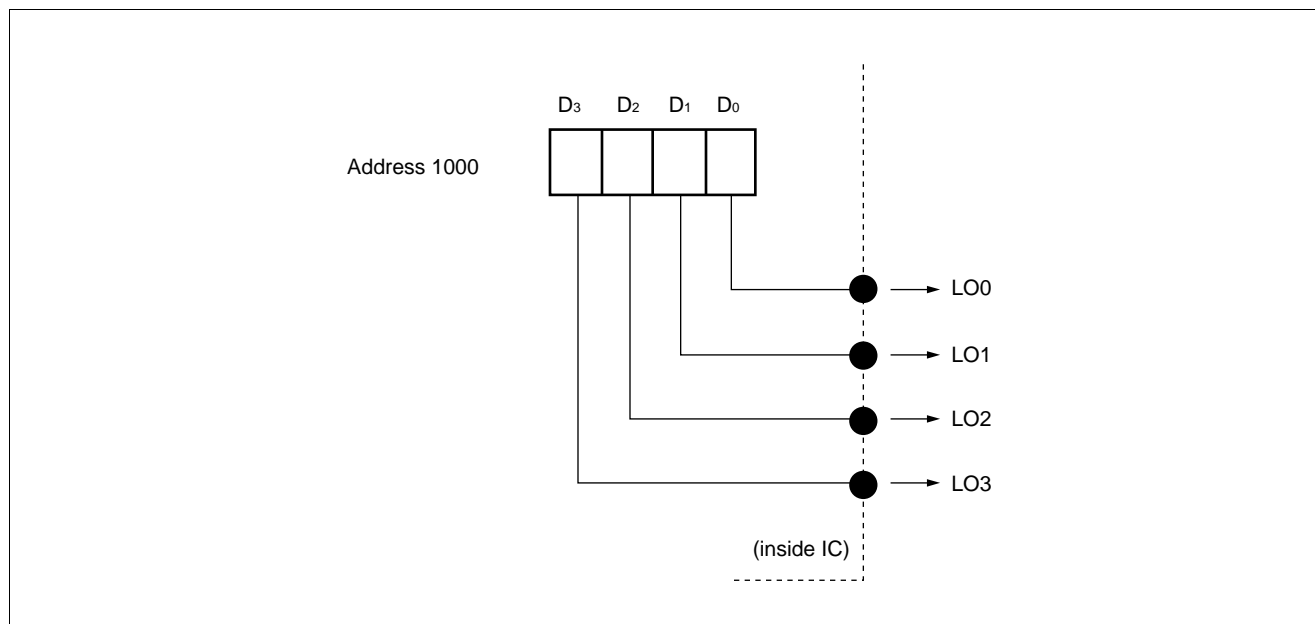 D₃ D₂ D₁ D₀
Address 1000
LO0
LO1
LO2
LO3
(inside IC)